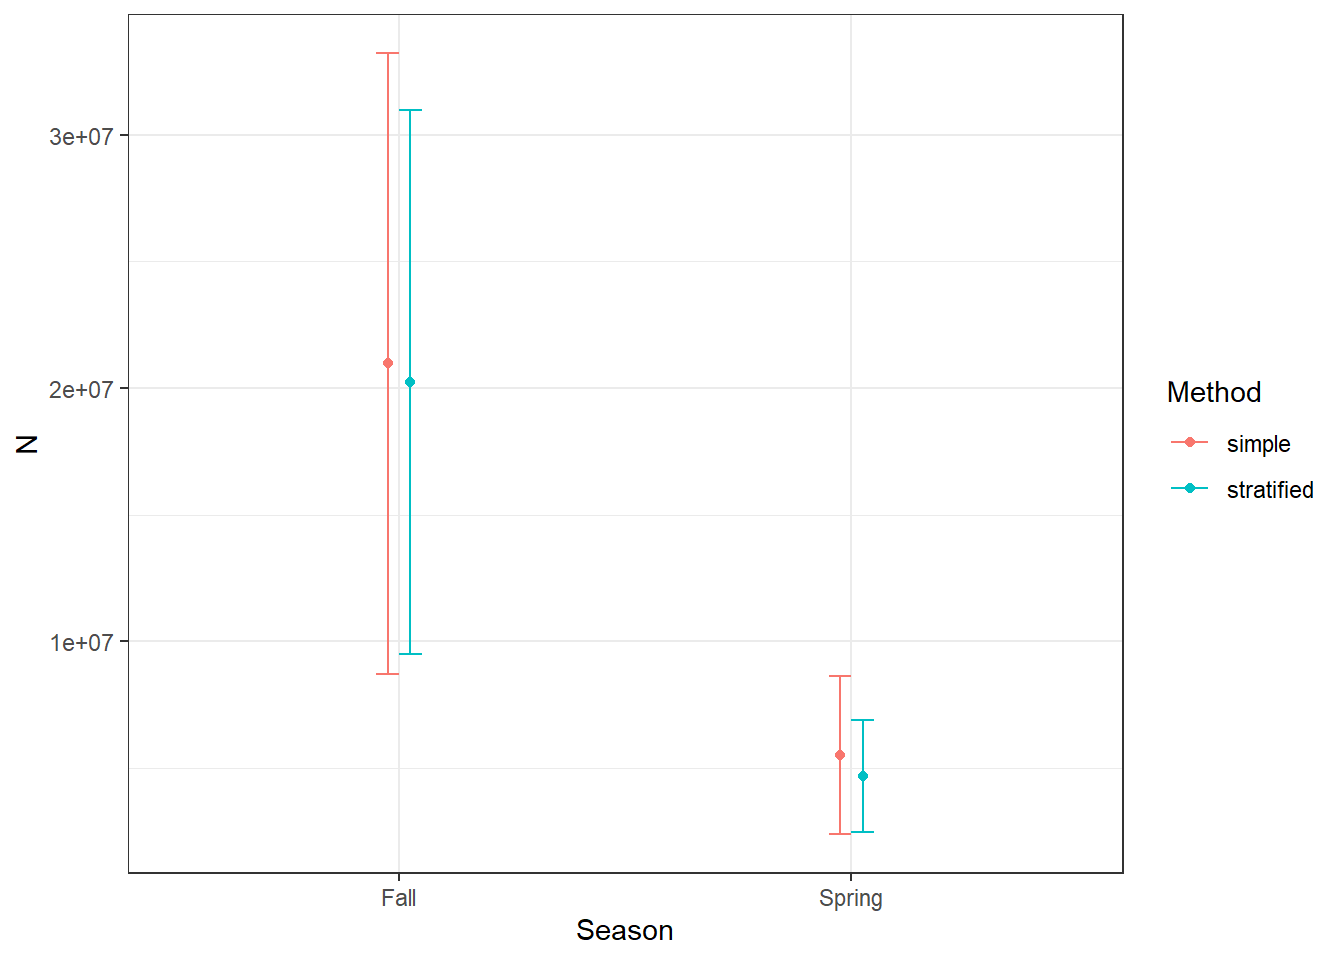 N
3e+07
2e+07
1e+07
Fall
Spring
Season
Method
simple
stratified